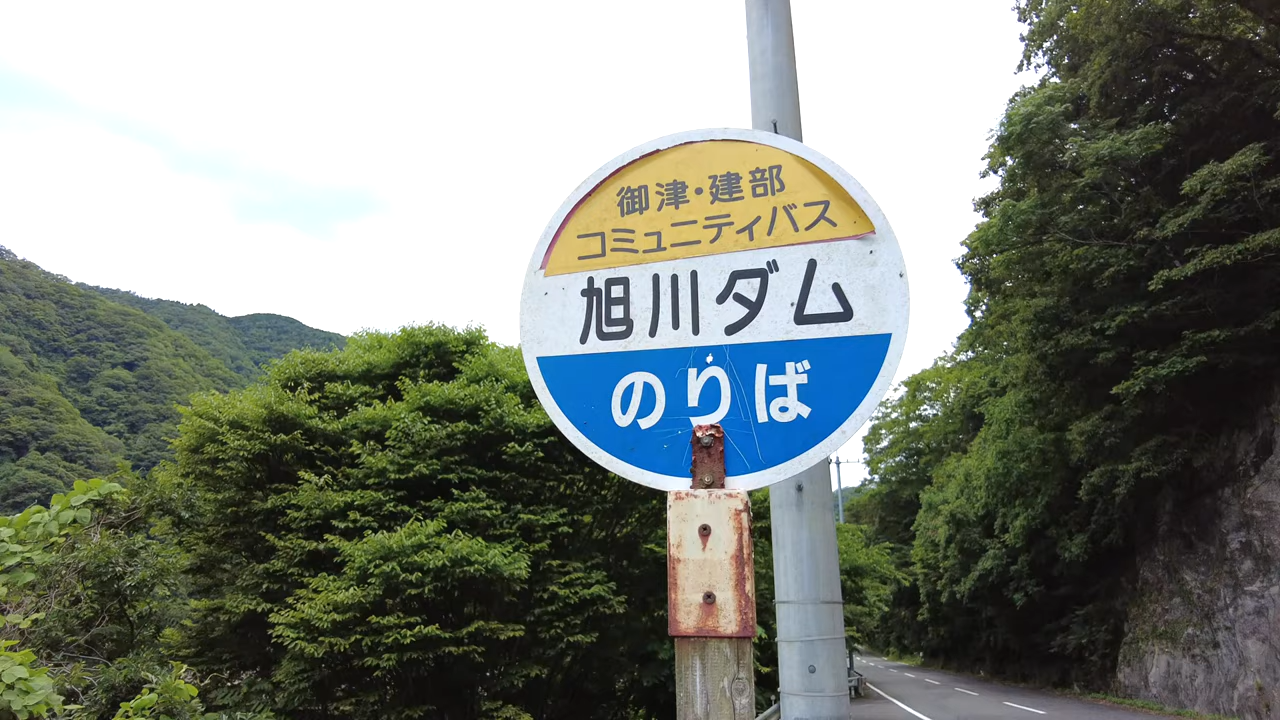 御津・建部
コミュニティバス
旭川ダム
のりば